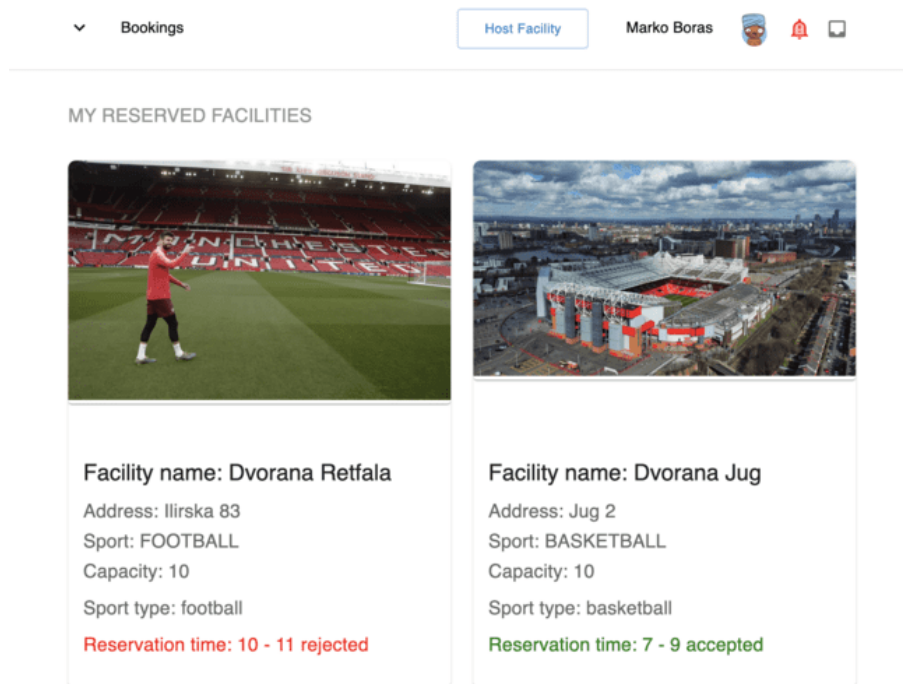 Bookings
Host Facility
Marko Boras
MY RESERVED FACILITIES
MANCHESTER
UNITED
Facility name: Dvorana Retfala
Address: Ilirska 83
Sport: FOOTBALL
Capacity: 10
Sport type: football
Reservation time: 10 - 11 rejected
Facility name: Dvorana Jug
Address: Jug 2
Sport: BASKETBALL
Capacity: 10
Sport type: basketball
Reservation time: 7 - 9 accepted